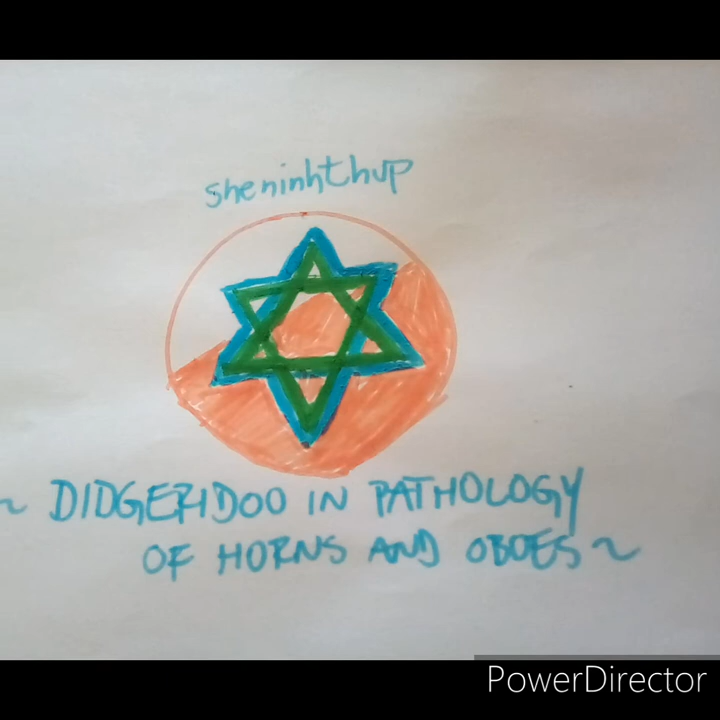 sheninhthup
~ DIDGERIDOO IN PATHOLOGY
OF HORNS AND OBOES ~
PowerDirector